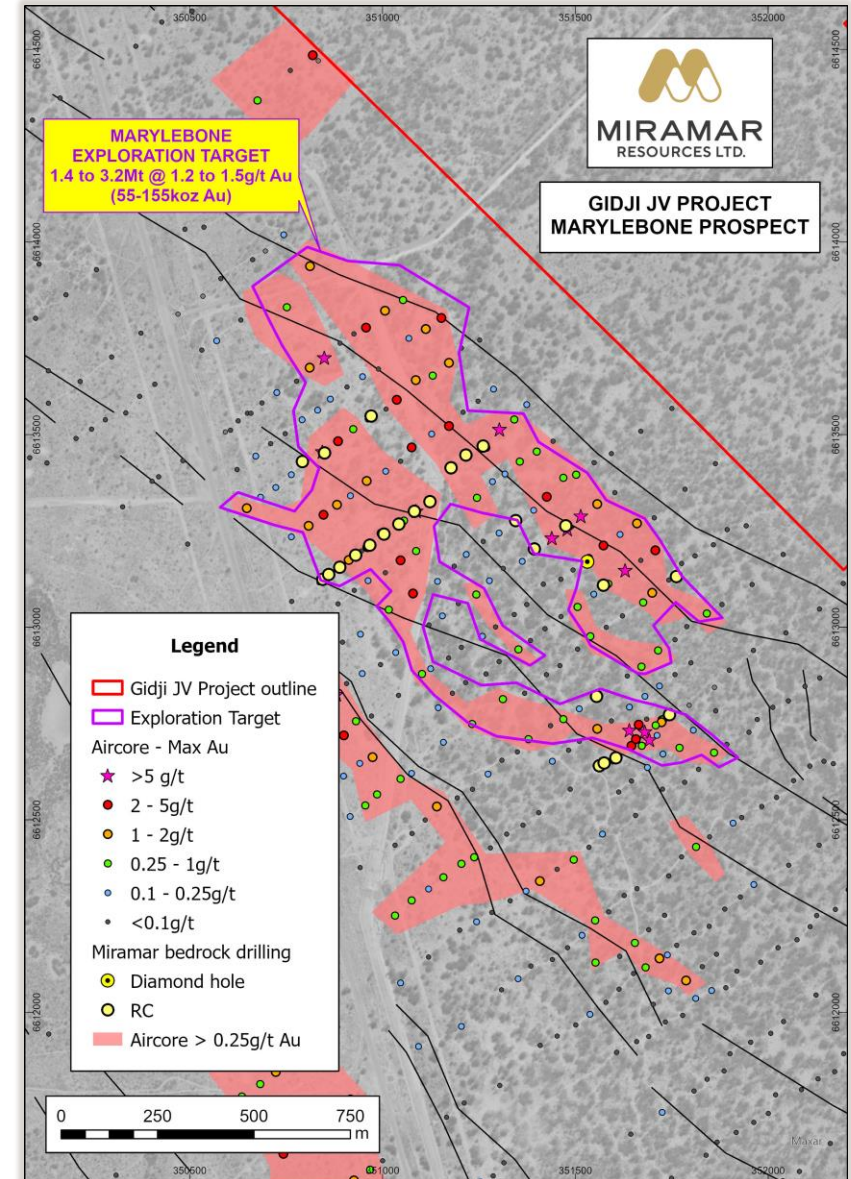 350500 351000 351500 352000
6614500
6614000
6613500
6613000
6612500
6612000
6614500
6614000
6613500
6613000
6612500
6612000
350500 351000 351500 352000
MIRAMAR
RESOURCES LTD.
GIDJI JV PROJECT
MARYLEBONE PROSPECT
MARYLEBONE
EXPLORATION TARGET
1.4 to 3.2Mt @ 1.2 to 1.5g/t Au
(55-155koz Au)
Legend
Gidji JV Project outline
Exploration Target
Aircore - Max Au
>5 g/t
2 - 5g/t
1 - 2g/t
0.25 - 1g/t
0.1 - 0.25g/t
<0.1g/t
Miramar bedrock drilling
Diamond hole
RC
Aircore > 0.25g/t Au
0 250 500 750
m
Maxar